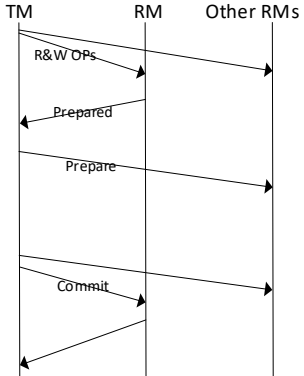 TM RM Other RMs
R&W OPs
Prepared
Prepare
Commit